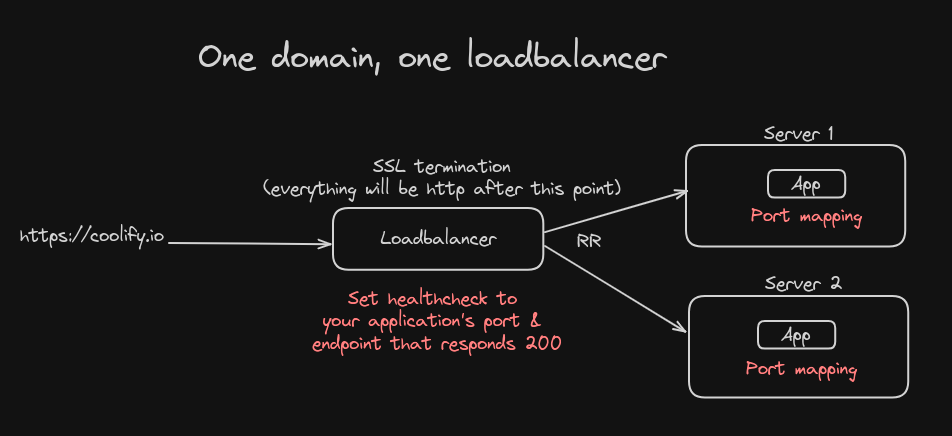 One domain, one loadbalancer
Server 1
SSL termination
(everything will be http after this point)
App
Port mapping
https://coolify.io
Loadbalancer
RR
Server 2
Set healthcheck to
your application's port &
endpoint that responds 200
App
Port mapping